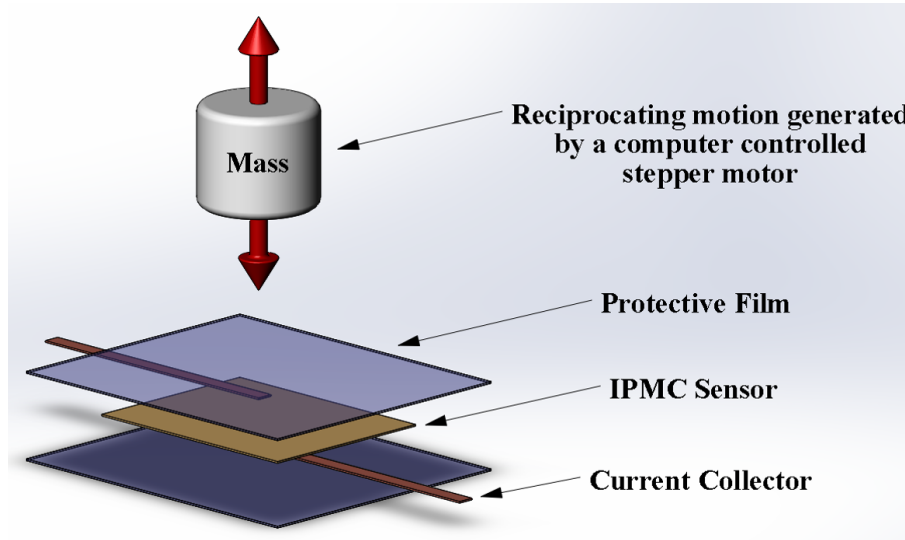 Mass
Reciprocating motion generated
by a computer controlled
stepper motor
Protective Film
IPMC Sensor
Current Collector